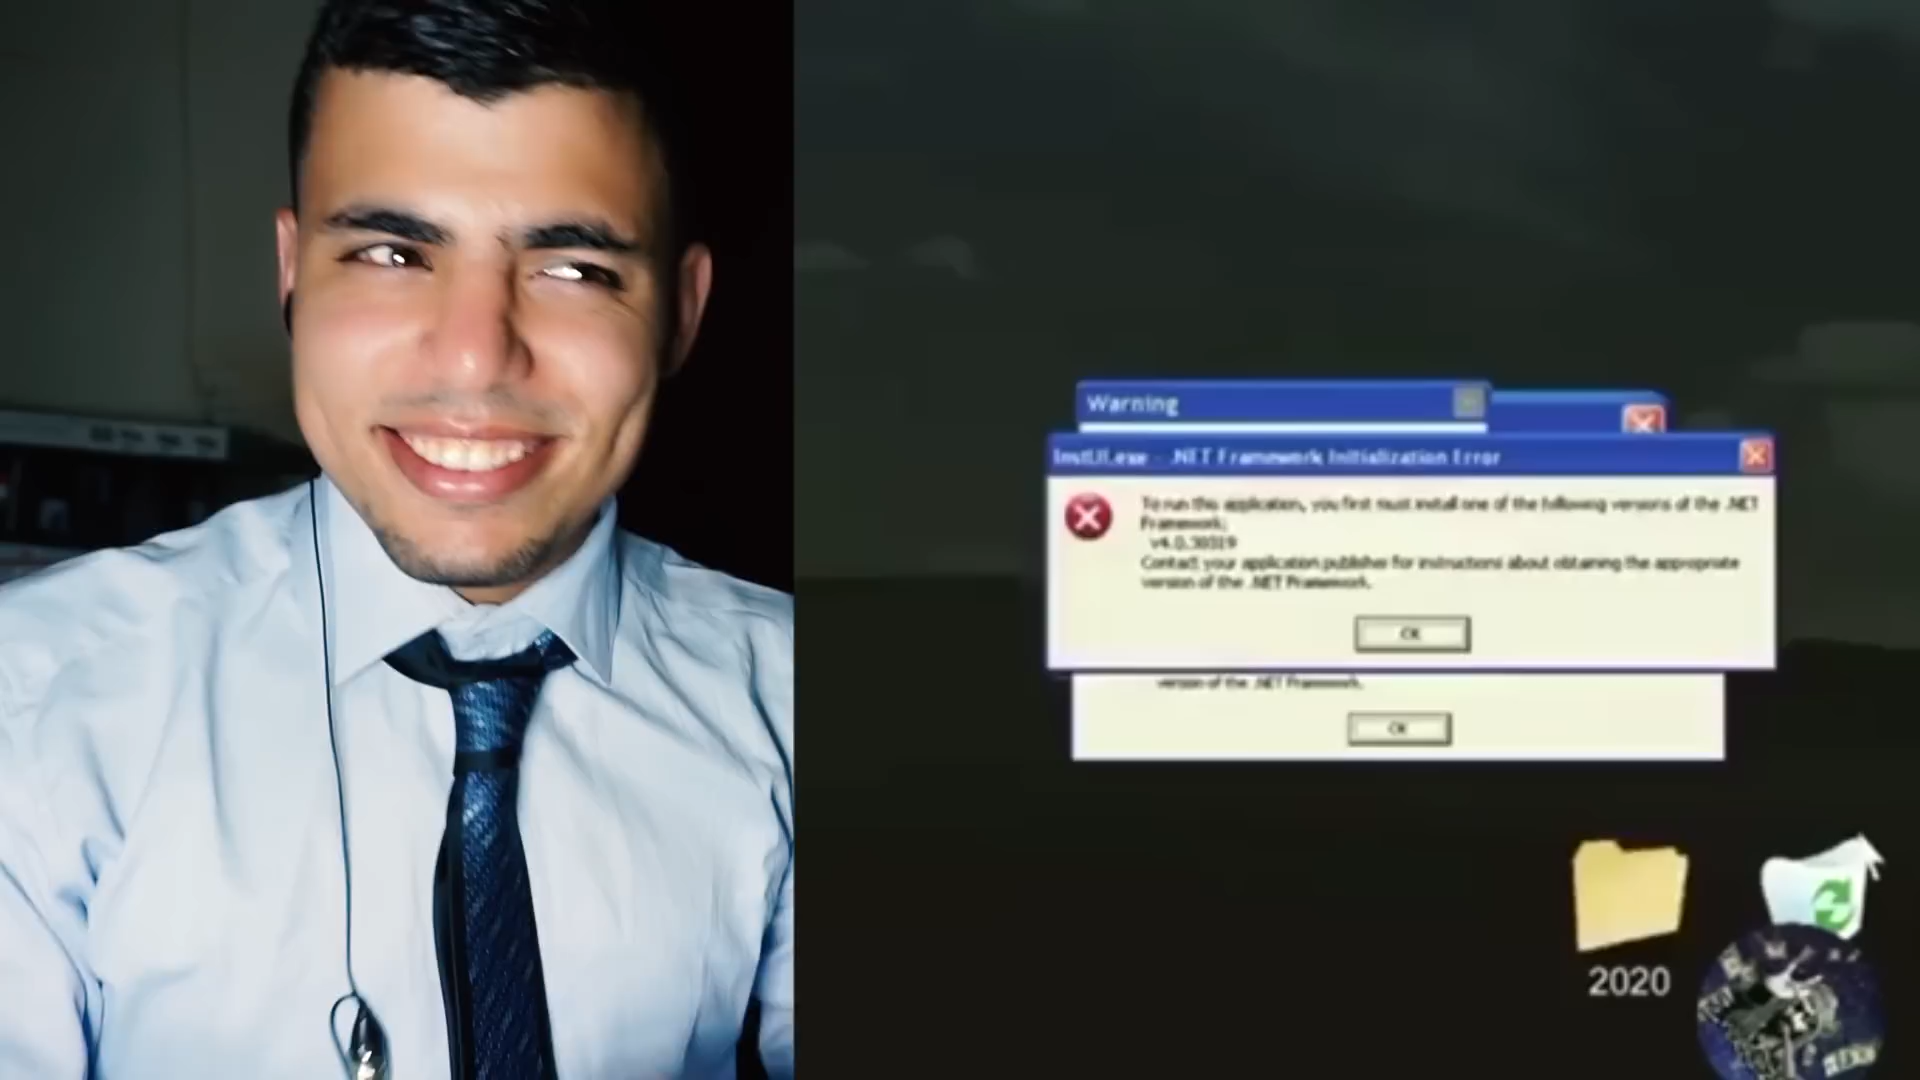 Warning
InstUI.exe - .NET Framework Initialization Error
To run this application, you first must install one of the following versions of the .NET
Framework:
v4.0.30319
Contact your application publisher for instructions about obtaining the appropriate
version of the .NET Framework.
OK
version of the .NET Framework.
OK
2020